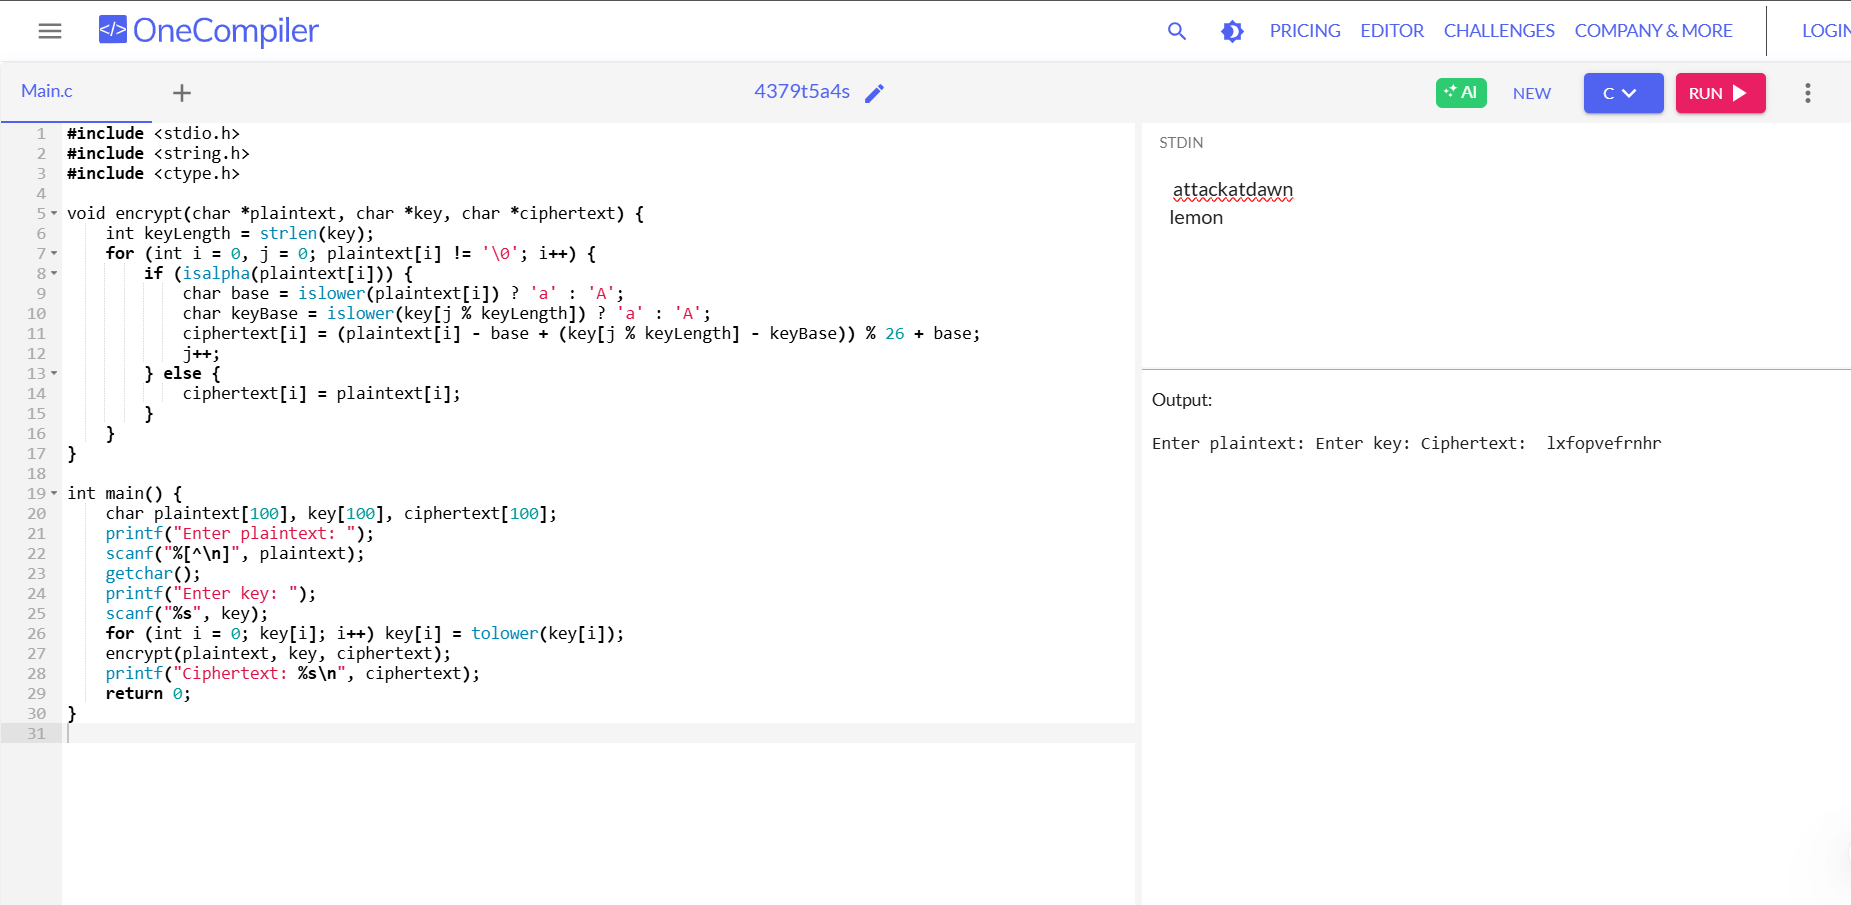 </> OneCompiler
PRICING EDITOR CHALLENGES COMPANY & MORE LOGIN
Main.c + 4379t5a4s AI NEW C RUN
1 #include <stdio.h>
2 #include <string.h>
3 #include <ctype.h>
4
5 void encrypt(char *plaintext, char *key, char *ciphertext) {
6     int keyLength = strlen(key);
7     for (int i = 0, j = 0; plaintext[i] != '\0'; i++) {
8         if (isalpha(plaintext[i])) {
9             char base = islower(plaintext[i]) ? 'a' : 'A';
10             char keyBase = islower(key[j % keyLength]) ? 'a' : 'A';
11             ciphertext[i] = (plaintext[i] - base + (key[j % keyLength] - keyBase)) % 26 + base;
12             j++;
13         } else {
14             ciphertext[i] = plaintext[i];
15         }
16     }
17 }
18
19 int main() {
20     char plaintext[100], key[100], ciphertext[100];
21     printf("Enter plaintext: ");
22     scanf("%[^\n]", plaintext);
23     getchar();
24     printf("Enter key: ");
25     scanf("%s", key);
26     for (int i = 0; key[i]; i++) key[i] = tolower(key[i]);
27     encrypt(plaintext, key, ciphertext);
28     printf("Ciphertext: %s\n", ciphertext);
29     return 0;
30 }
31
STDIN
attackatdawn
lemon
Output:
Enter plaintext: Enter key: Ciphertext:  lxfopvefrnhr